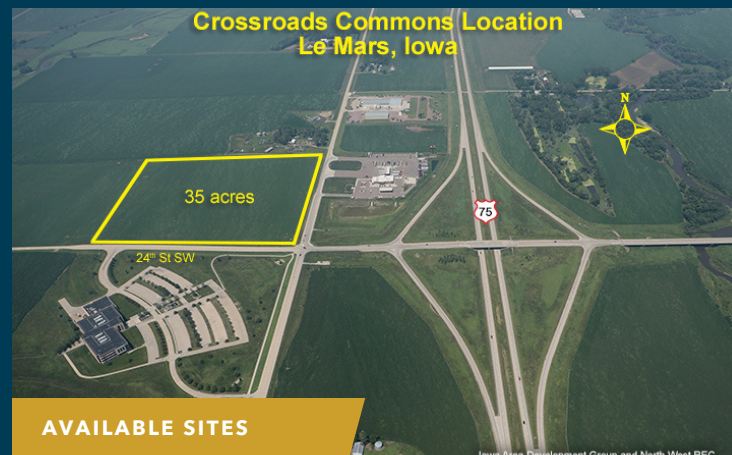 Crossroads Commons Location
Le Mars, Iowa
N
35 acres
75
24th St SW
AVAILABLE SITES
Iowa Area Development Group and North West REC